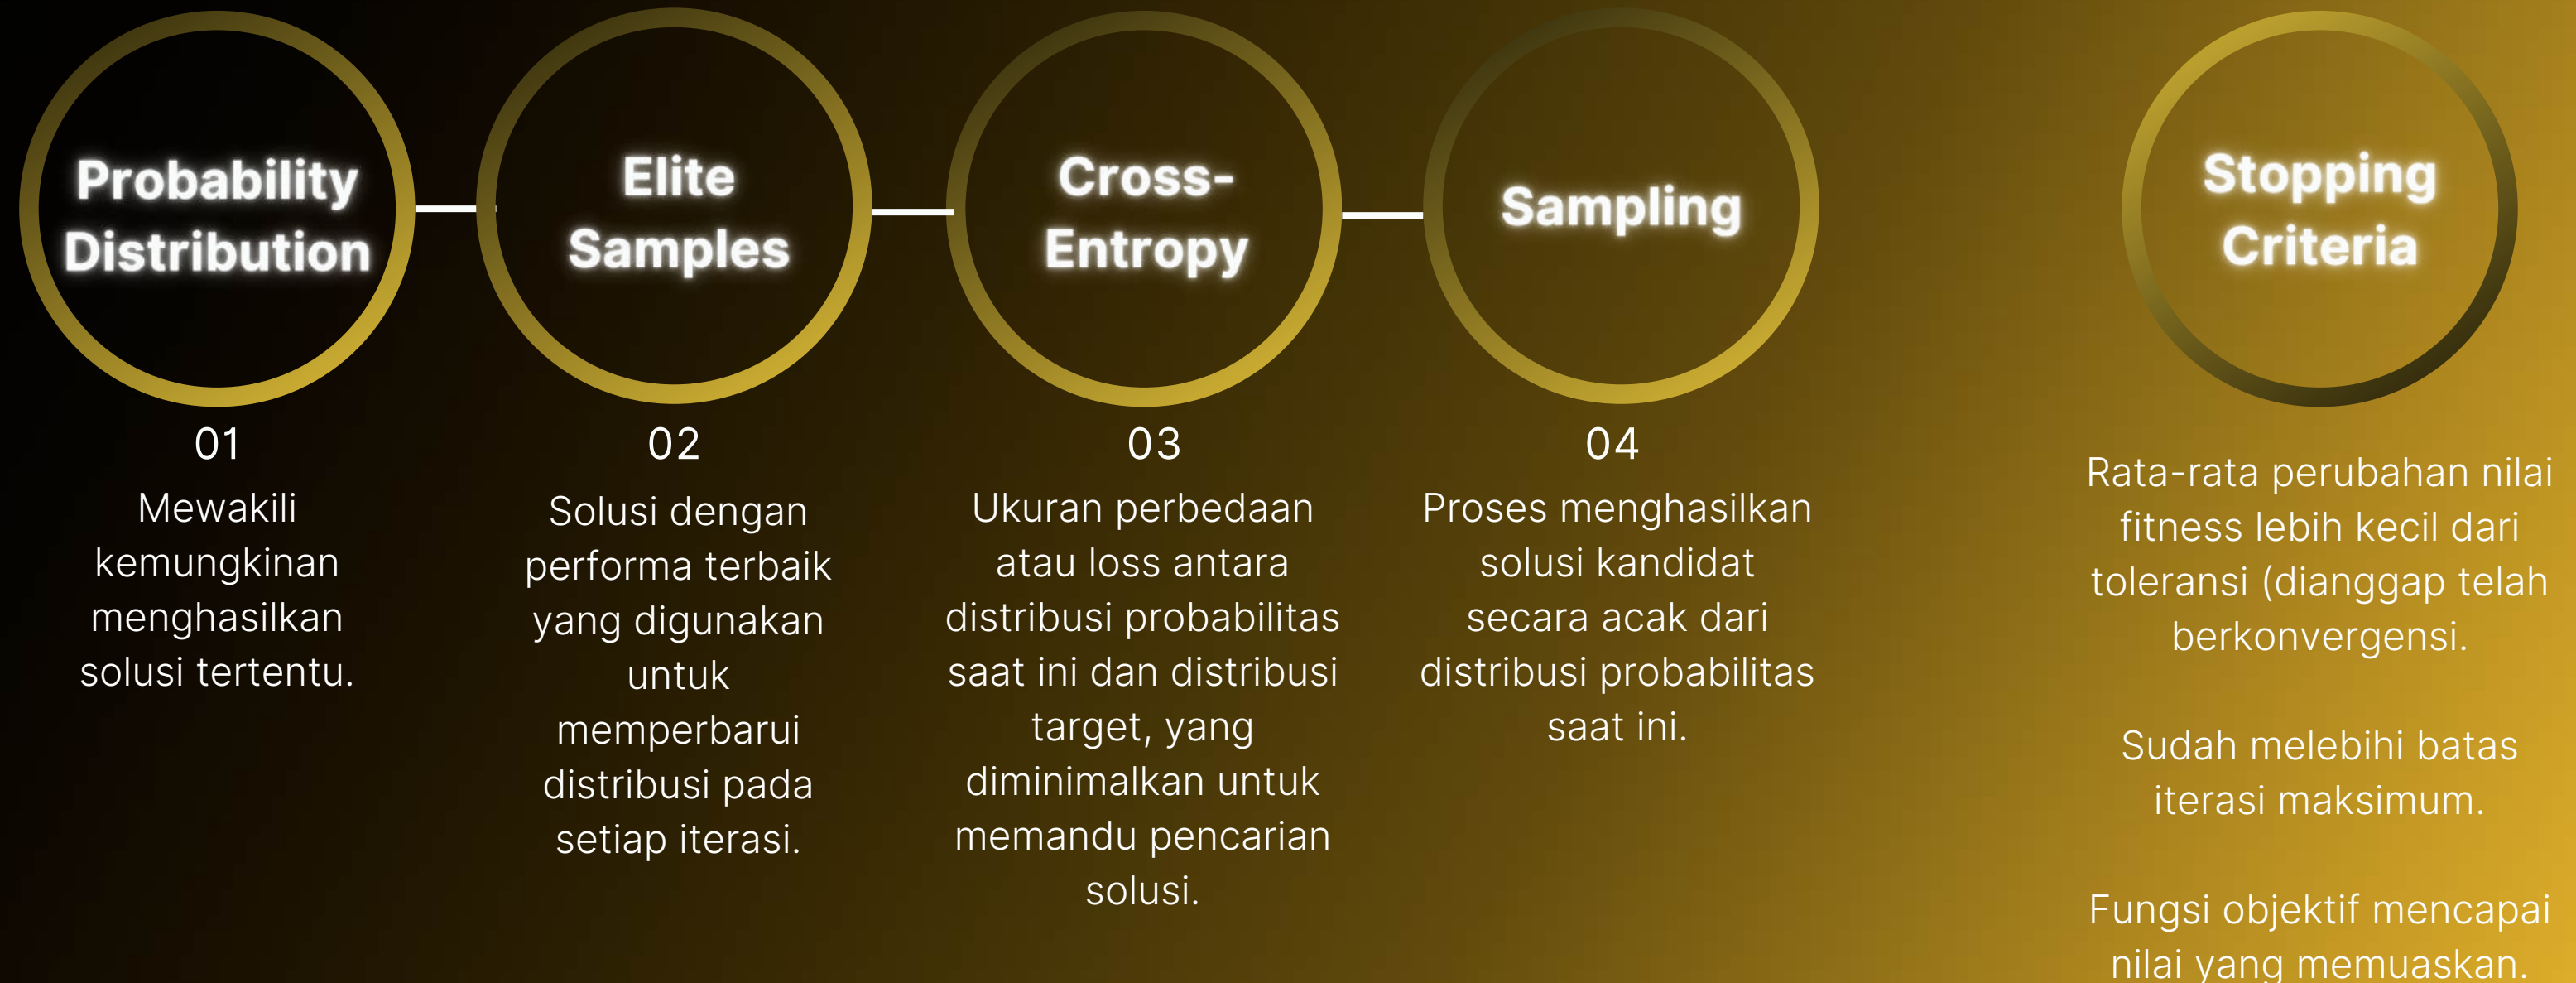 Probability
Distribution
01
Mewakili
kemungkinan
menghasilkan
solusi tertentu.
Elite
Samples
02
Solusi dengan
performa terbaik
yang digunakan
untuk
memperbarui
distribusi pada
setiap iterasi.
Cross-
Entropy
03
Ukuran perbedaan
atau loss antara
distribusi probabilitas
saat ini dan distribusi
target, yang
diminimalkan untuk
memandu pencarian
solusi.
Sampling
04
Proses menghasilkan
solusi kandidat
secara acak dari
distribusi probabilitas
saat ini.
Stopping
Criteria
Rata-rata perubahan nilai
fitness lebih kecil dari
toleransi (dianggap telah
berkonvergensi.
Sudah melebihi batas
iterasi maksimum.
Fungsi objektif mencapai
nilai yang memuaskan.